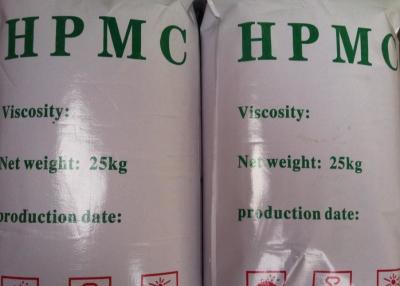 HPMC
Viscosity:
Net weight: 25kg
production date:
HPMC
Viscosity:
Net weight: 25kg
production date: